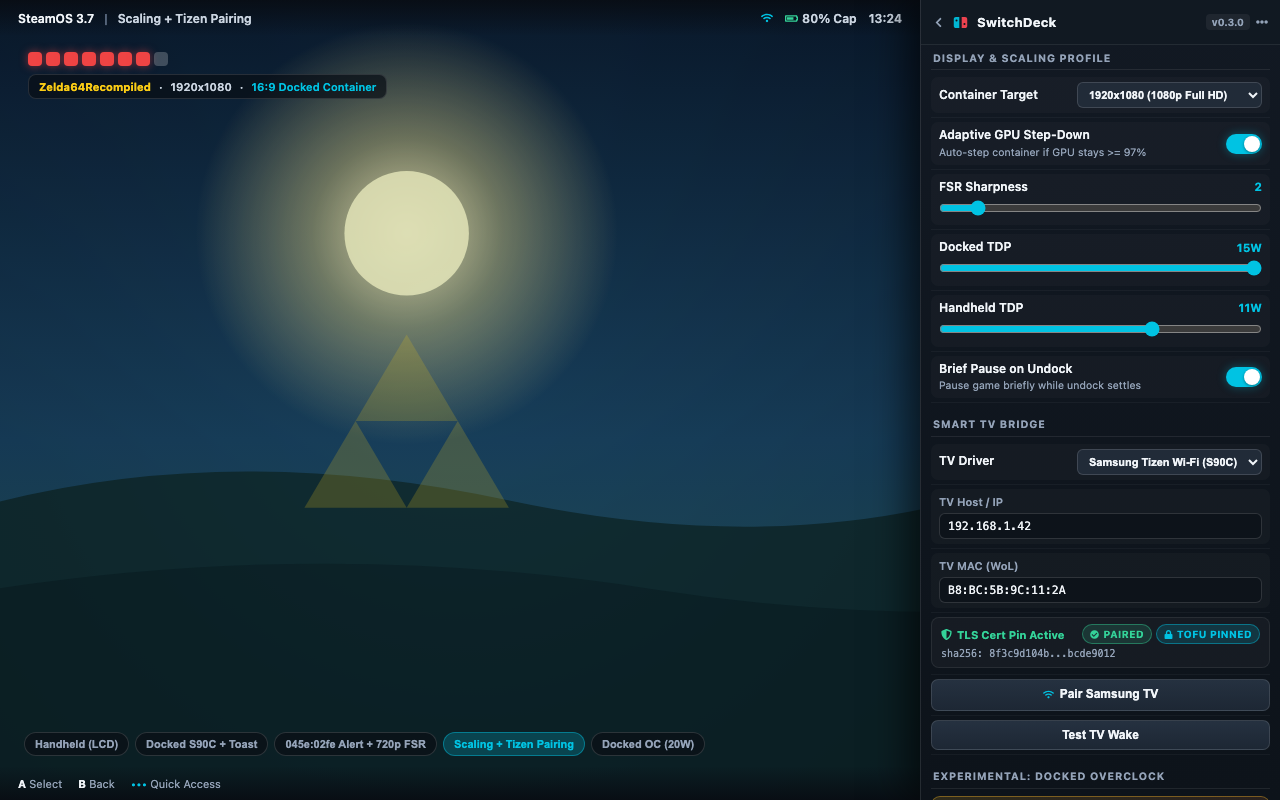 SteamOS 3.7 | Scaling + Tizen Pairing
80% Cap 13:24
Zelda64Recompiled · 1920x1080 · 16:9 Docked Container
Handheld (LCD) Docked S90C + Toast 045e:02fe Alert + 720p FSR Scaling + Tizen Pairing Docked OC (20W)
A Select B Back ••• Quick Access
SwitchDeck v0.3.0 •••
DISPLAY & SCALING PROFILE
Container Target 1920x1080 (1080p Full HD)
Adaptive GPU Step-Down
Auto-step container if GPU stays >= 97%
FSR Sharpness 2
Docked TDP 15W
Handheld TDP 11W
Brief Pause on Undock
Pause game briefly while undock settles
SMART TV BRIDGE
TV Driver Samsung Tizen Wi-Fi (S90C)
TV Host / IP
192.168.1.42
TV MAC (WoL)
B8:BC:5B:9C:11:2A
TLS Cert Pin Active PAIRED TOFU PINNED
sha256: 8f3c9d104b...bcde9012
Pair Samsung TV
Test TV Wake
EXPERIMENTAL: DOCKED OVERCLOCK